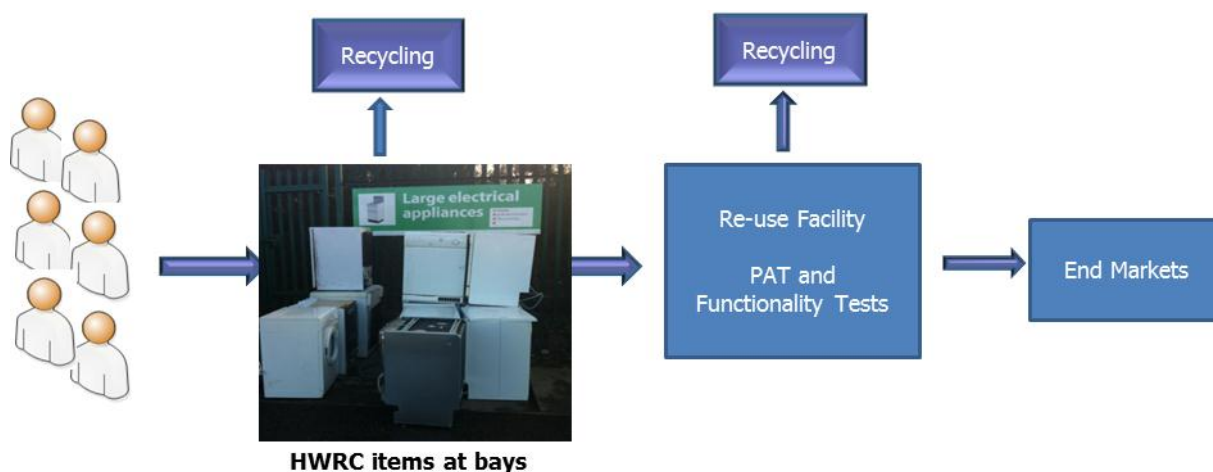 Recycling
Recycling
Large electrical
appliances
Re-use Facility
PAT and
Functionality Tests
End Markets
HWRC items at bays